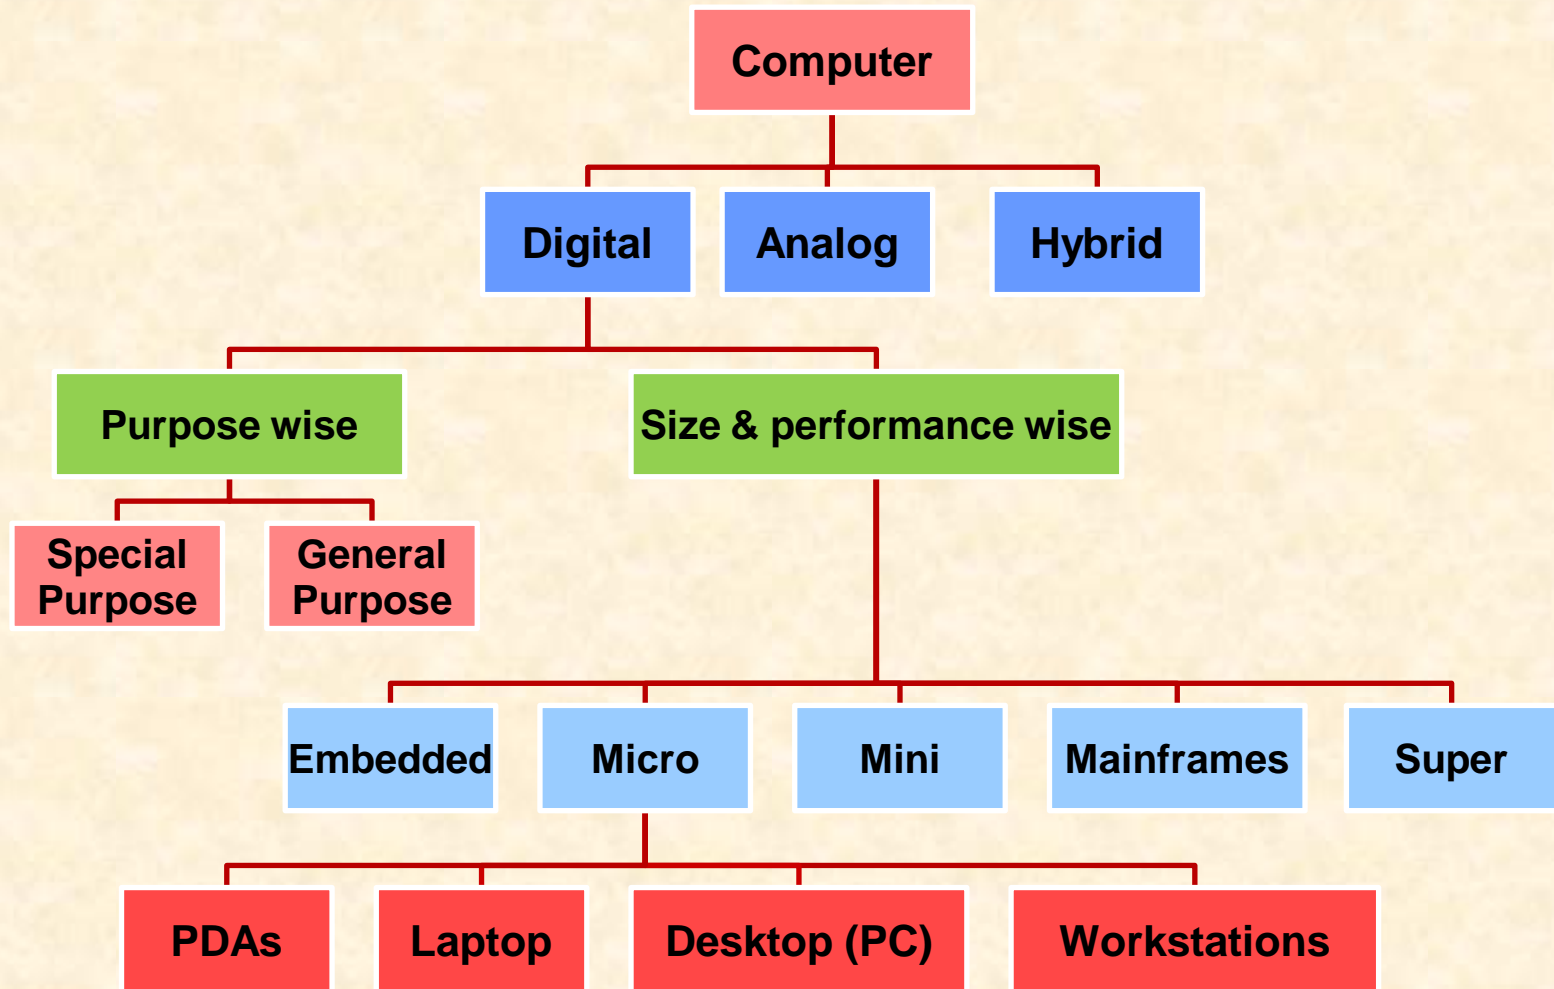 Computer
Digital
Analog
Hybrid
Purpose wise
Size & performance wise
Special
Purpose
General
Purpose
Embedded
Micro
Mini
Mainframes
Super
PDAs
Laptop
Desktop (PC)
Workstations